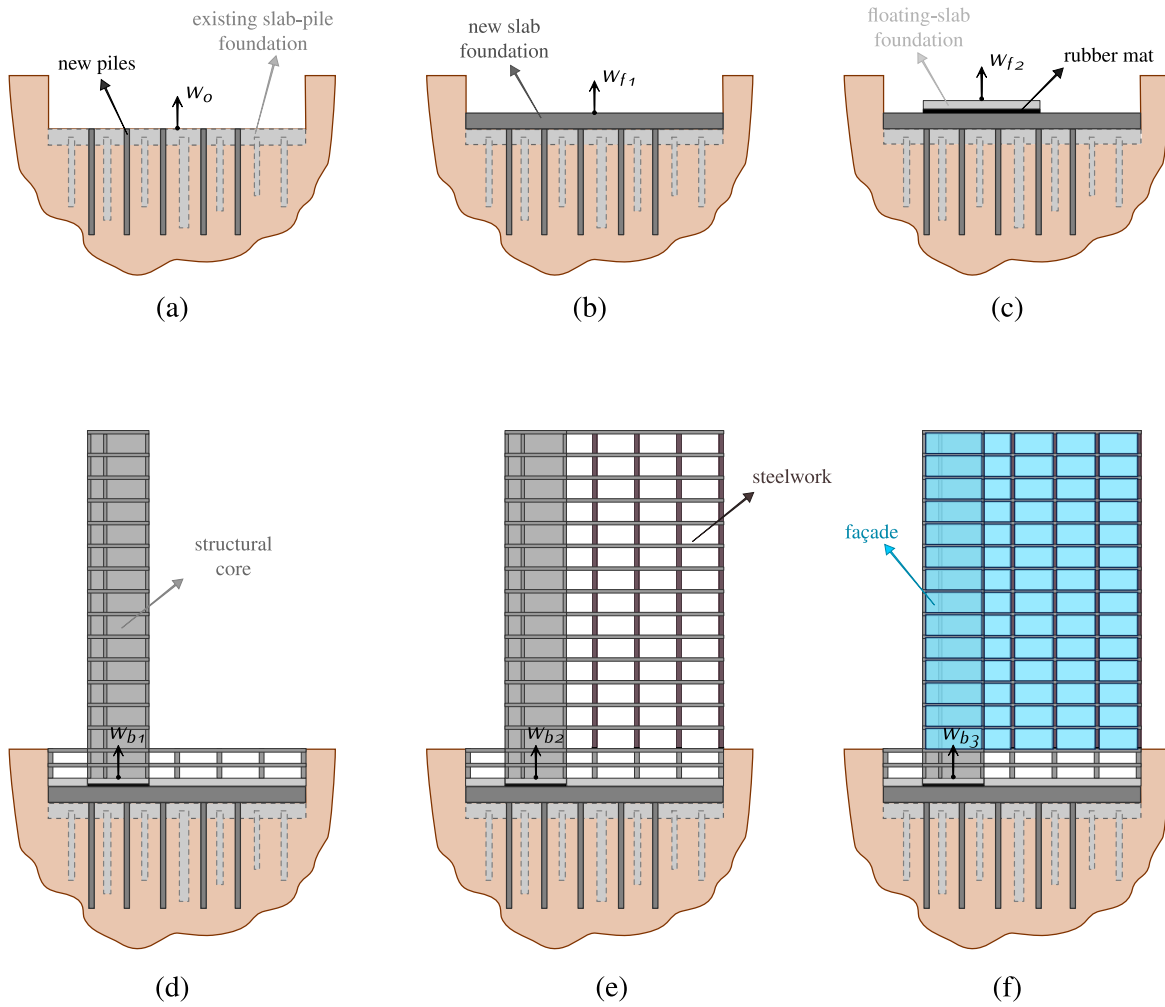 existing slab-pile
foundation
new piles
w₀
(a)
new slab
foundation
w_f₁
(b)
floating-slab
foundation
rubber mat
w_f₂
(c)
structural
core
w_b₁
(d)
steelwork
w_b₂
(e)
façade
w_b₃
(f)